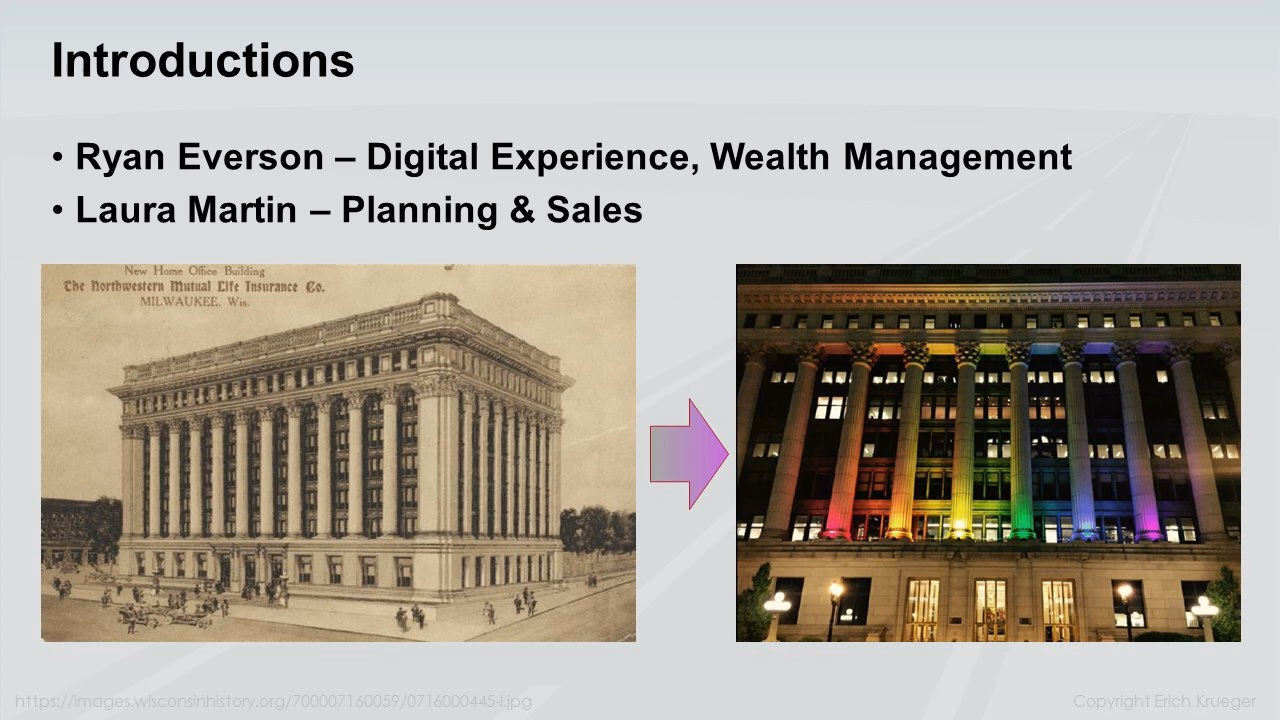 Introductions
• Ryan Everson – Digital Experience, Wealth Management
• Laura Martin – Planning & Sales
New Home Office Building
The Northwestern Mutual Life Insurance Co.
MILWAUKEE, Wis.
https://images.wisconsinhistory.org/700007160059/0716000445-l.jpg
Copyright Erich Krueger